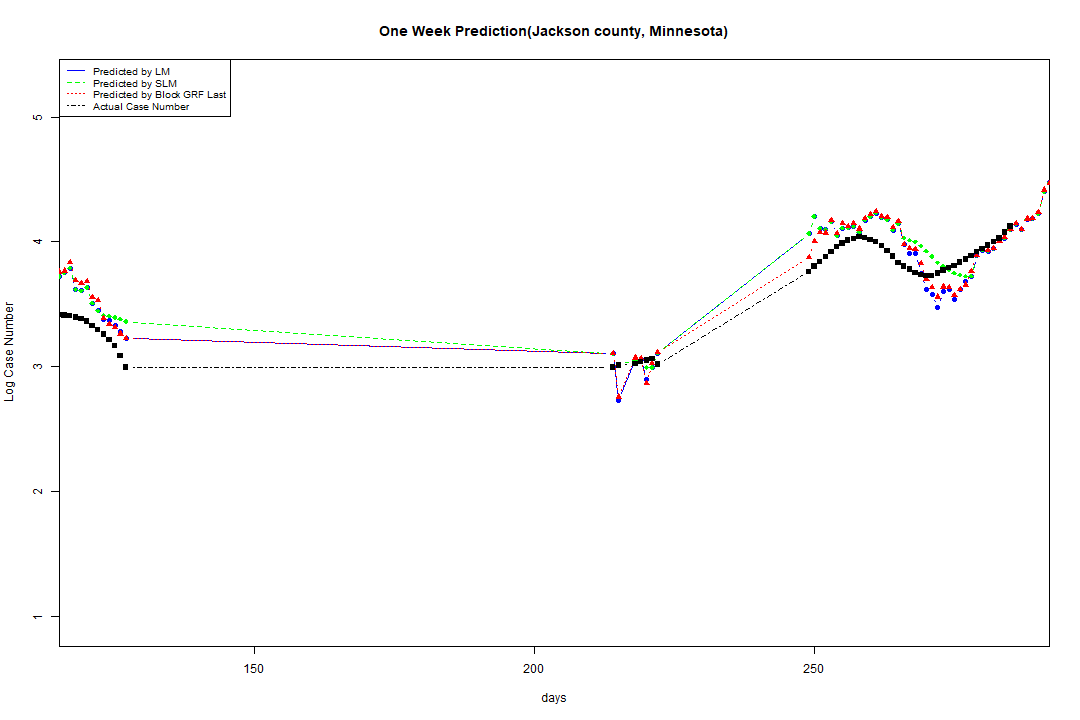 One Week Prediction(Jackson county, Minnesota)
Predicted by LM
Predicted by SLM
Predicted by Block GRF Last
Actual Case Number
5
4
3
2
1
Log Case Number
150
200
250
days